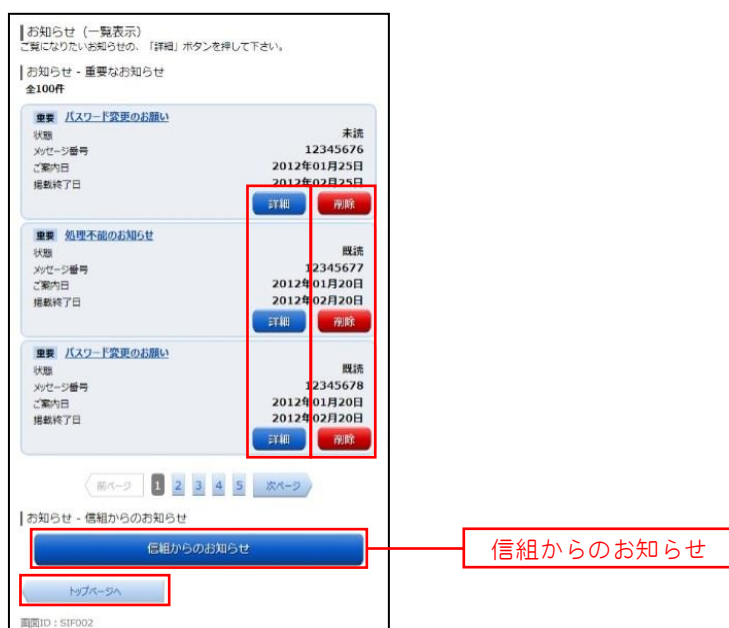 お知らせ（一覧表示）
ご覧になりたいお知らせの、「詳細」ボタンを押して下さい。
お知らせ - 重要なお知らせ
全100件
重要 パスワード変更のお願い
状態 未読
メッセージ番号 12345676
ご案内日 2012年01月25日
掲載終了日 2012年02月25日
詳細 削除
重要 処理不能のお知らせ
状態 既読
メッセージ番号 12345677
ご案内日 2012年01月20日
掲載終了日 2012年02月20日
詳細 削除
重要 パスワード変更のお願い
状態 既読
メッセージ番号 12345678
ご案内日 2012年01月20日
掲載終了日 2012年02月20日
詳細 削除
前ページ 1 2 3 4 5 次ページ
お知らせ - 信組からのお知らせ
信組からのお知らせ 信組からのお知らせ
トップページへ
画面ID：SIF002